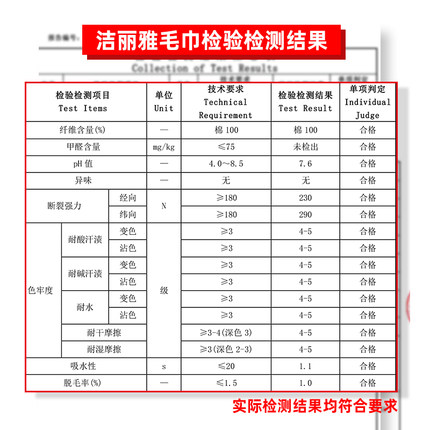 洁丽雅毛巾检验检测结果
Collection of Test Results
检验检测项目 Test Items 单位 Unit 技术要求 Technical Requirement 检验检测结果 Test Result 单项判定 Individual Judge
纤维含量(%) — 棉 100 棉 100 合格
甲醛含量 mg/kg ≤75 未检出 合格
pH 值 — 4.0~8.5 7.6 合格
异味 — 无 无 合格
断裂强力 经向 N ≥180 230 合格
纬向 ≥180 290 合格
色牢度 耐酸汗渍 变色 级 ≥3 4-5 合格
沾色 ≥3 4-5 合格
耐碱汗渍 变色 ≥3 4-5 合格
沾色 ≥3 4-5 合格
耐水 变色 ≥3 4-5 合格
沾色 ≥3 4-5 合格
耐干摩擦 ≥3-4(深色 3) 4-5 合格
耐湿摩擦 ≥3(深色 2-3) 4-5 合格
吸水性 s ≤20 1.1 合格
脱毛率(%) — ≤1.5 1.0 合格
实际检测结果均符合要求